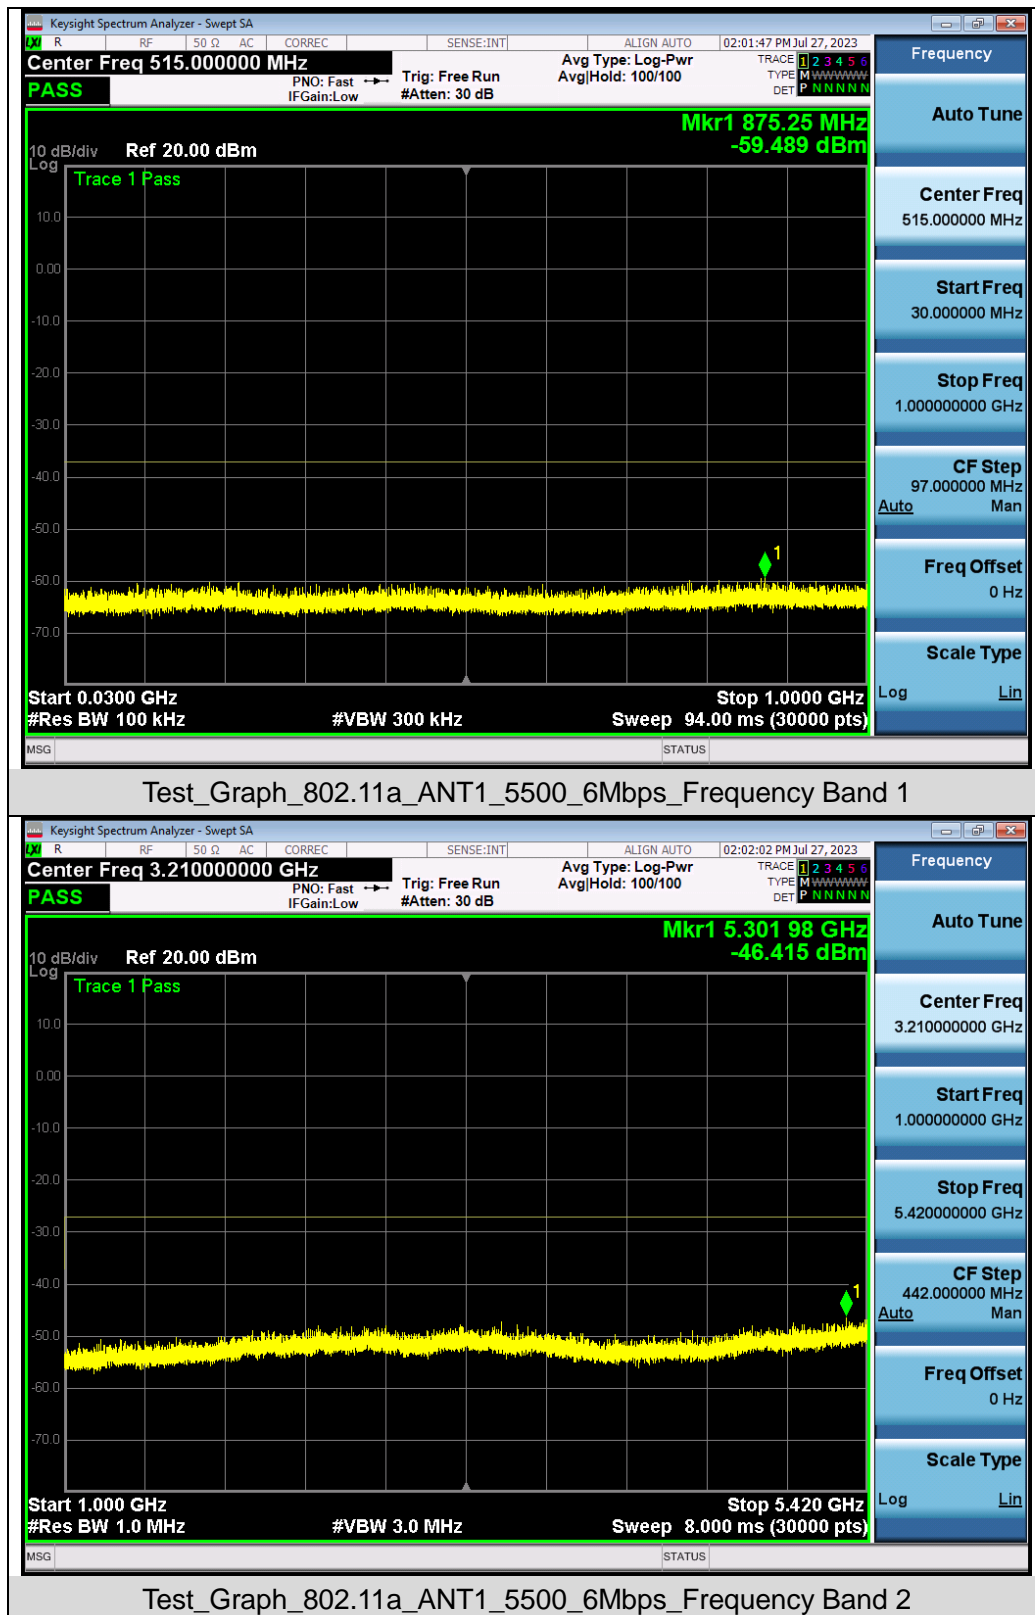 Keysight Spectrum Analyzer - Swept SA
LXI R RF 50 Ω AC CORREC SENSE:INT ALIGN AUTO 02:01:47 PM Jul 27, 2023
Center Freq 515.000000 MHz
PASS
PNO: Fast
IFGain:Low
Trig: Free Run
#Atten: 30 dB
Avg Type: Log-Pwr
Avg|Hold: 100/100
TRACE 1 2 3 4 5 6
TYPE M WWWWW
DET P N N N N N
Mkr1 875.25 MHz
-59.489 dBm
10 dB/div Ref 20.00 dBm
Log
Trace 1 Pass
10.0
0.00
-10.0
-20.0
-30.0
-40.0
-50.0
-60.0
-70.0
1
Start 0.0300 GHz Stop 1.0000 GHz
#Res BW 100 kHz #VBW 300 kHz Sweep 94.00 ms (30000 pts)
MSG STATUS
Frequency
Auto Tune
Center Freq
515.000000 MHz
Start Freq
30.000000 MHz
Stop Freq
1.000000000 GHz
CF Step
97.000000 MHz
Auto Man
Freq Offset
0 Hz
Scale Type
Log Lin
Test_Graph_802.11a_ANT1_5500_6Mbps_Frequency Band 1
Keysight Spectrum Analyzer - Swept SA
LXI R RF 50 Ω AC CORREC SENSE:INT ALIGN AUTO 02:02:02 PM Jul 27, 2023
Center Freq 3.210000000 GHz
PASS
PNO: Fast
IFGain:Low
Trig: Free Run
#Atten: 30 dB
Avg Type: Log-Pwr
Avg|Hold: 100/100
TRACE 1 2 3 4 5 6
TYPE M WWWWW
DET P N N N N N
Mkr1 5.301 98 GHz
-46.415 dBm
10 dB/div Ref 20.00 dBm
Log
Trace 1 Pass
10.0
0.00
-10.0
-20.0
-30.0
-40.0
-50.0
-60.0
-70.0
1
Start 1.000 GHz Stop 5.420 GHz
#Res BW 1.0 MHz #VBW 3.0 MHz Sweep 8.000 ms (30000 pts)
MSG STATUS
Frequency
Auto Tune
Center Freq
3.210000000 GHz
Start Freq
1.000000000 GHz
Stop Freq
5.420000000 GHz
CF Step
442.000000 MHz
Auto Man
Freq Offset
0 Hz
Scale Type
Log Lin
Test_Graph_802.11a_ANT1_5500_6Mbps_Frequency Band 2